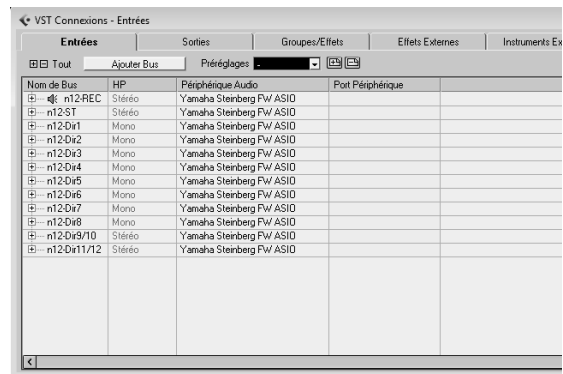 VST Connexions - Entrées
Entrées Sorties Groupes/Effets Effets Externes Instruments Ex
Tout Ajouter Bus Préréglages -
Nom de Bus HP Périphérique Audio Port Périphérique
n12-REC Stéréo Yamaha Steinberg FW ASIO
n12-ST Stéréo Yamaha Steinberg FW ASIO
n12-Dir1 Mono Yamaha Steinberg FW ASIO
n12-Dir2 Mono Yamaha Steinberg FW ASIO
n12-Dir3 Mono Yamaha Steinberg FW ASIO
n12-Dir4 Mono Yamaha Steinberg FW ASIO
n12-Dir5 Mono Yamaha Steinberg FW ASIO
n12-Dir6 Mono Yamaha Steinberg FW ASIO
n12-Dir7 Mono Yamaha Steinberg FW ASIO
n12-Dir8 Mono Yamaha Steinberg FW ASIO
n12-Dir9/10 Stéréo Yamaha Steinberg FW ASIO
n12-Dir11/12 Stéréo Yamaha Steinberg FW ASIO